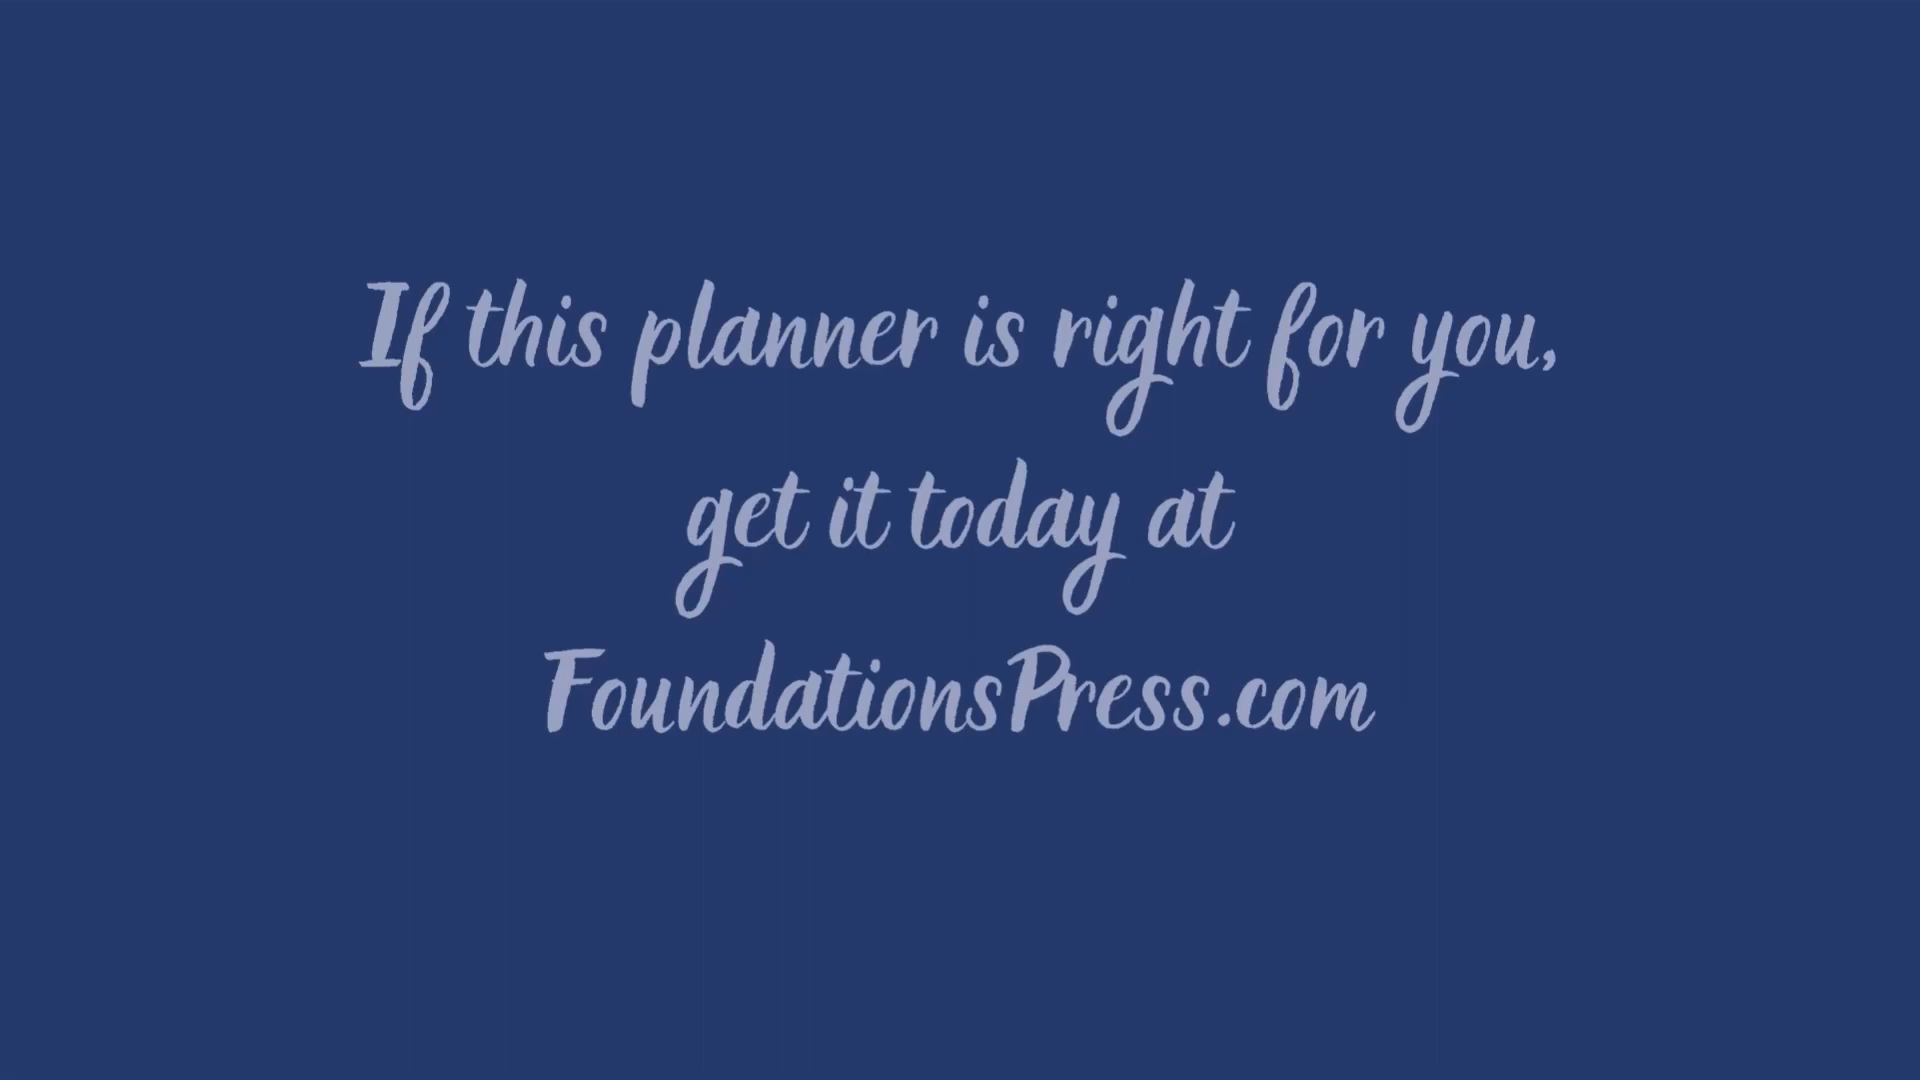 If this planner is right for you,
get it today at
FoundationsPress.com